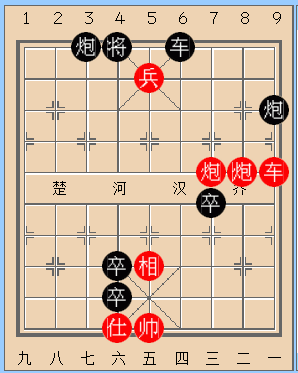 1 2 3 4 5 6 7 8 9
炮 将 车
兵
炮
炮 炮 车
楚 河 汉 界
卒
卒 相
卒
仕 帅
九 八 七 六 五 四 三 二 一